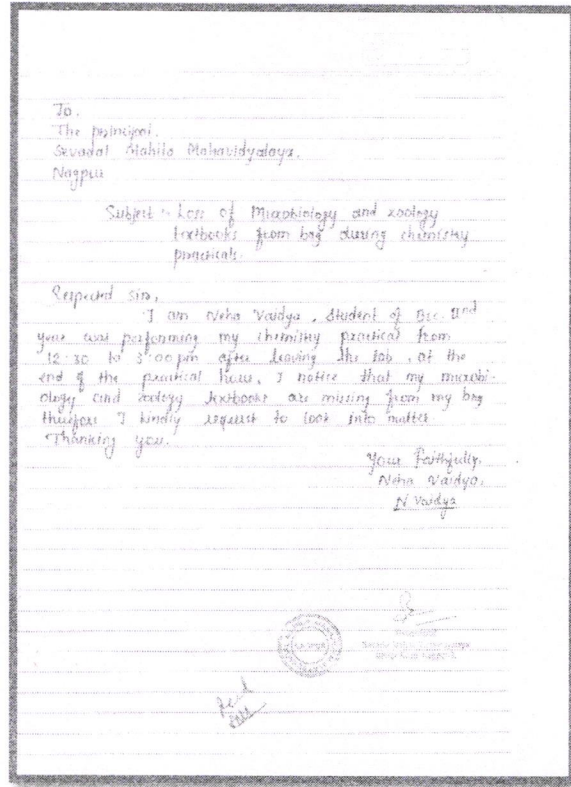 To,
The principal,
Sevadal Mahila Mahavidyalaya,
Nagpur
Subject :- Loss of Microbiology and zoology
textbooks from bag during chemistry
practicals.
Respected sir,
I am Neha Vaidya, Student of Bsc. IInd
year was performing my chemistry practical from
12:30 to 3:00 pm after leaving the lab, at the
end of the practical hour, I notice that my microbi-
ology and zoology textbooks are missing from my bag
therefore I kindly request to look into matter
Thanking you.
Your Faithfully,
Neha Vaidya,
N Vaidya